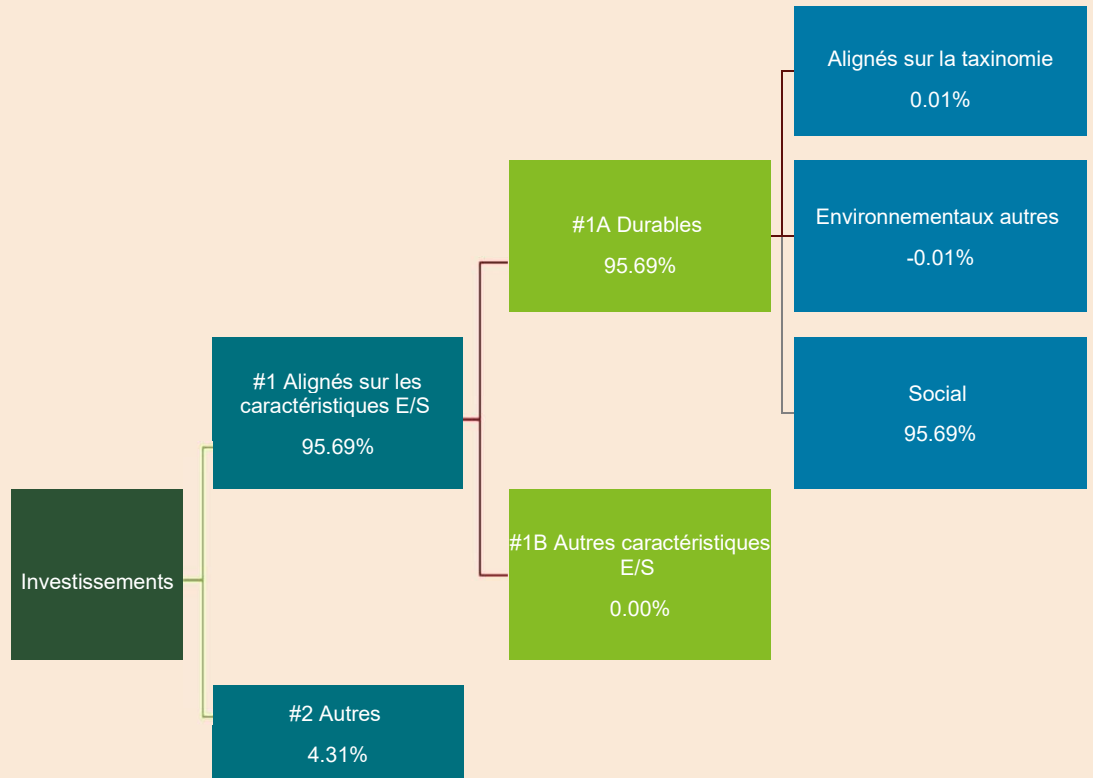 Investissements
#1 Alignés sur les
caractéristiques E/S
95.69%
#2 Autres
4.31%
#1A Durables
95.69%
#1B Autres caractéristiques
E/S
0.00%
Alignés sur la taxinomie
0.01%
Environnementaux autres
-0.01%
Social
95.69%